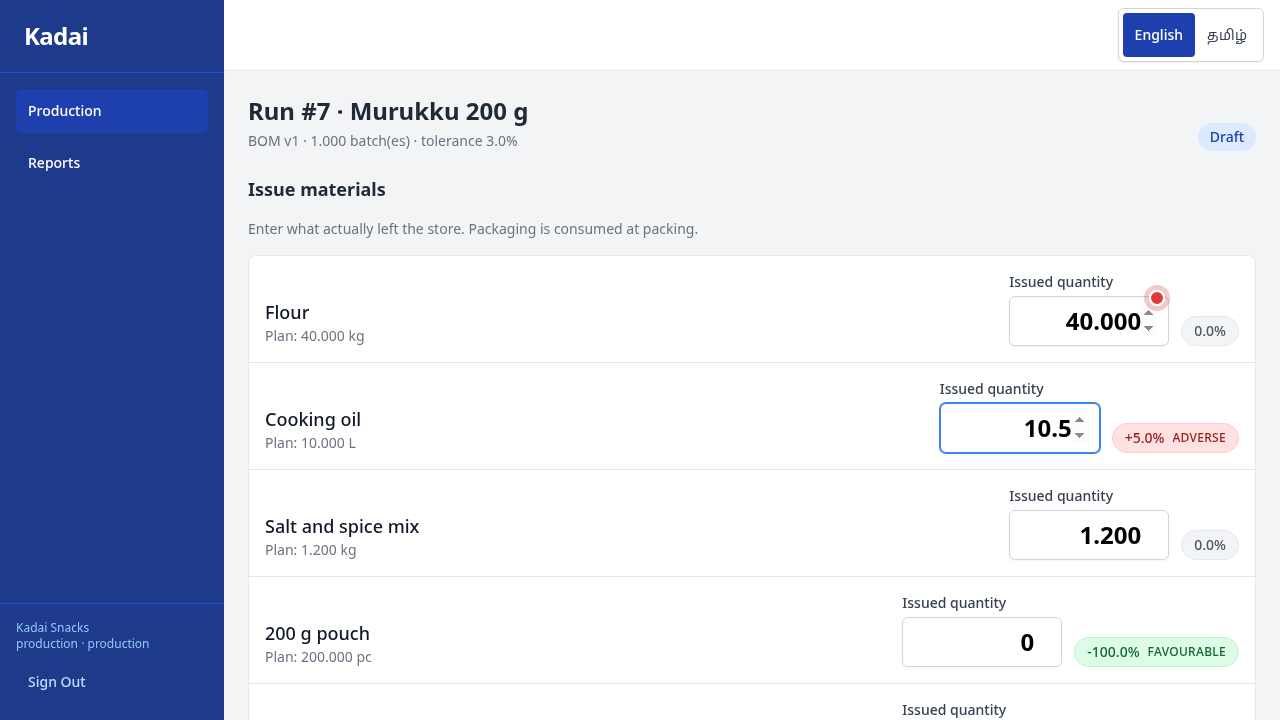 Kadai
English
தமிழ்
Production
Reports
Run #7 · Murukku 200 g
BOM v1 · 1.000 batch(es) · tolerance 3.0%
Draft
Issue materials
Enter what actually left the store. Packaging is consumed at packing.
Issued quantity
Flour
Plan: 40.000 kg
40.000
0.0%
Issued quantity
Cooking oil
Plan: 10.000 L
10.5
+5.0% ADVERSE
Issued quantity
Salt and spice mix
Plan: 1.200 kg
1.200
0.0%
Issued quantity
200 g pouch
Plan: 200.000 pc
0
-100.0% FAVOURABLE
Issued quantity
Kadai Snacks
production · production
Sign Out